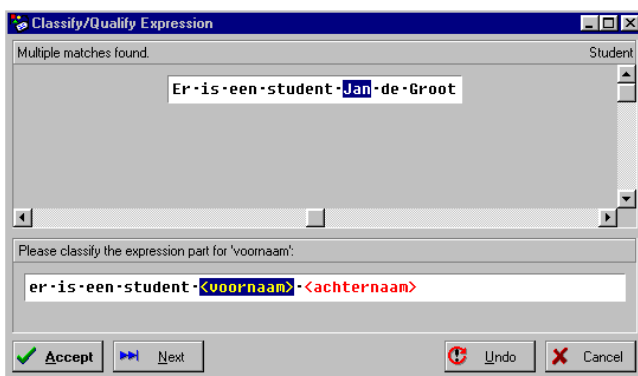 Classify/Qualify Expression
Multiple matches found. Student
Er·is·een·student·Jan·de·Groot
Please classify the expression part for 'voornaam':
er·is·een·student·<voornaam>·<achternaam>
Accept Next Undo Cancel